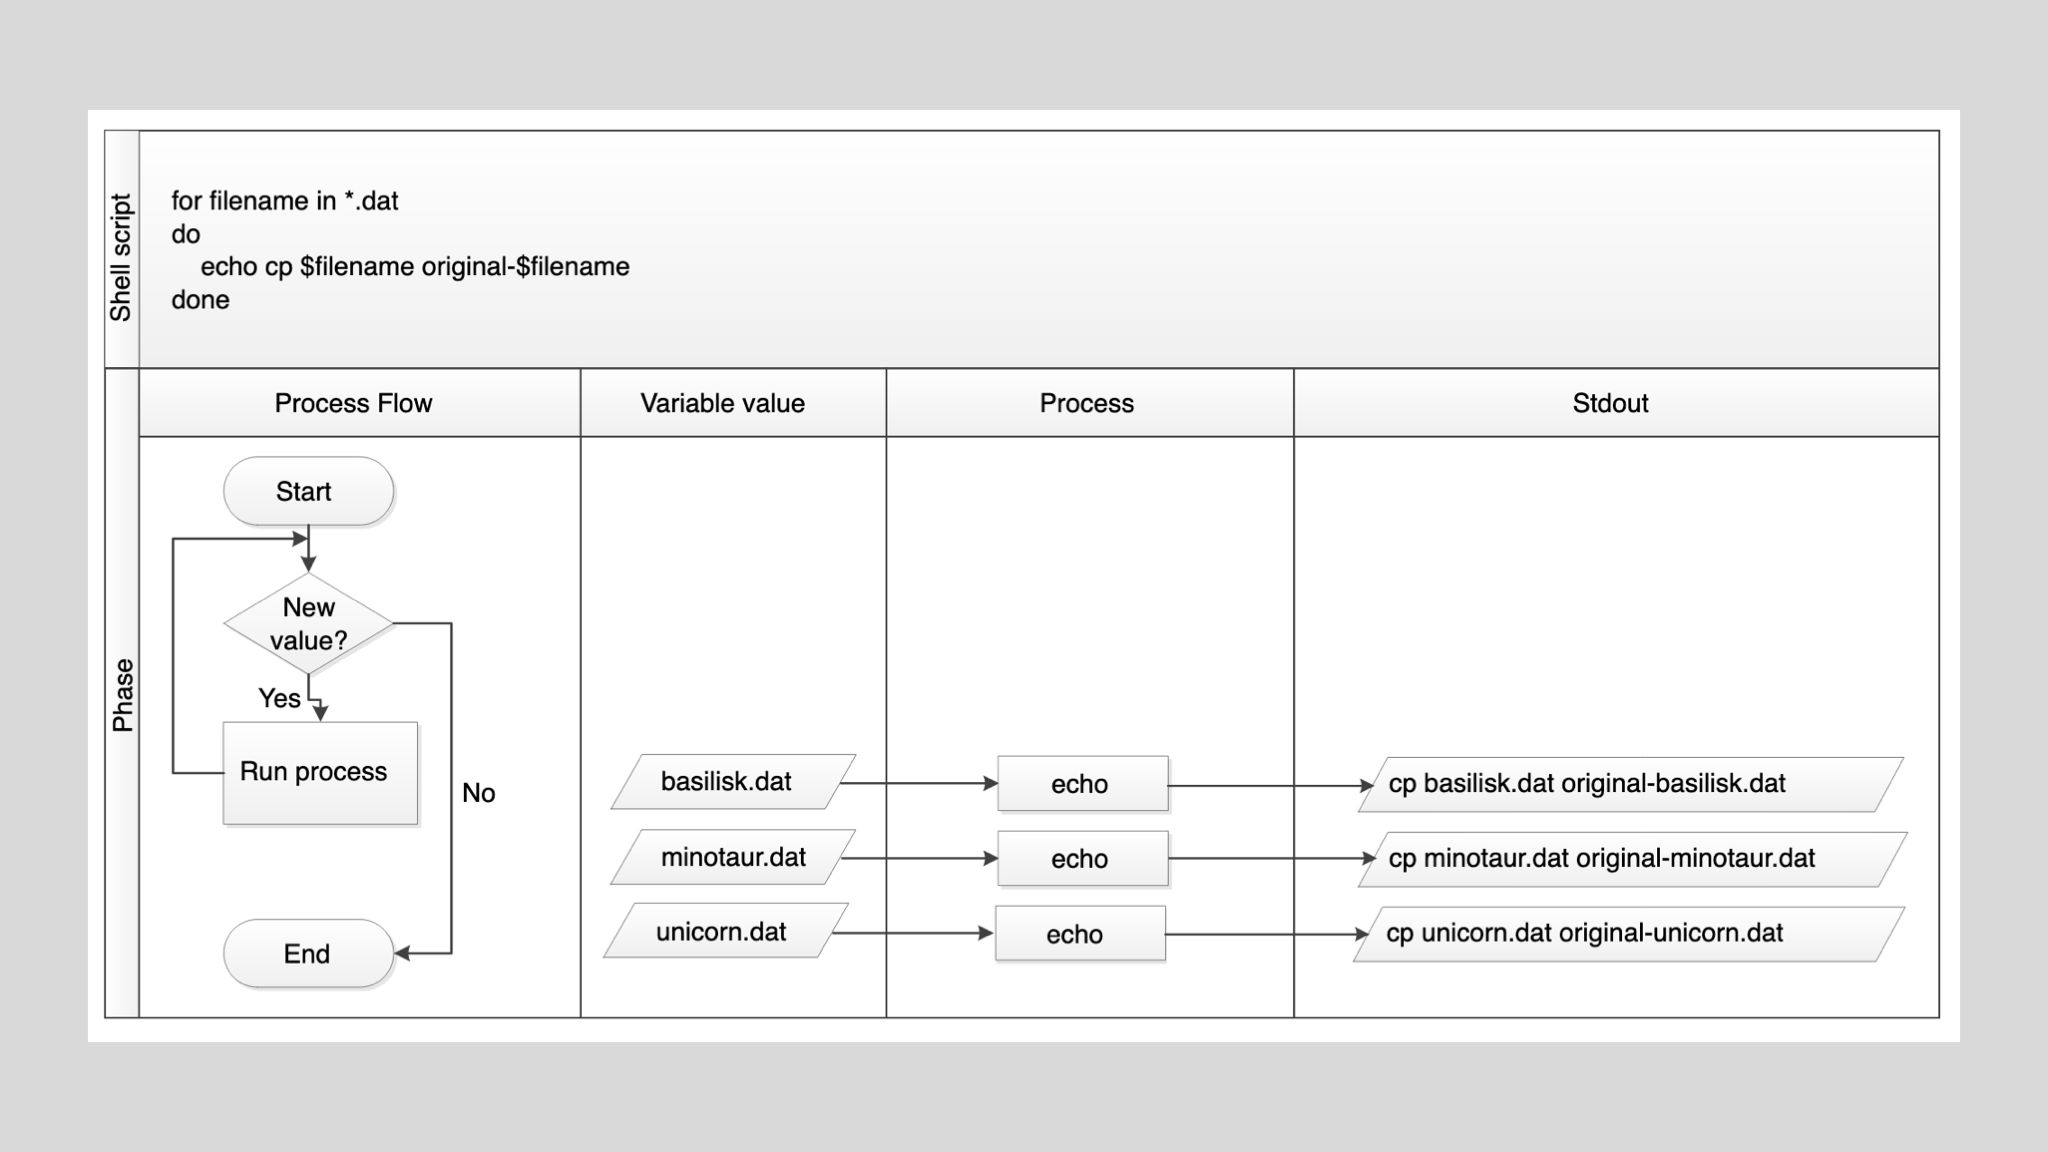 Shell script
for filename in *.dat
do
echo cp $filename original-$filename
done
Phase
Process Flow
Variable value
Process
Stdout
Start
New
value?
Yes
Run process
No
End
basilisk.dat
echo
cp basilisk.dat original-basilisk.dat
minotaur.dat
echo
cp minotaur.dat original-minotaur.dat
unicorn.dat
echo
cp unicorn.dat original-unicorn.dat